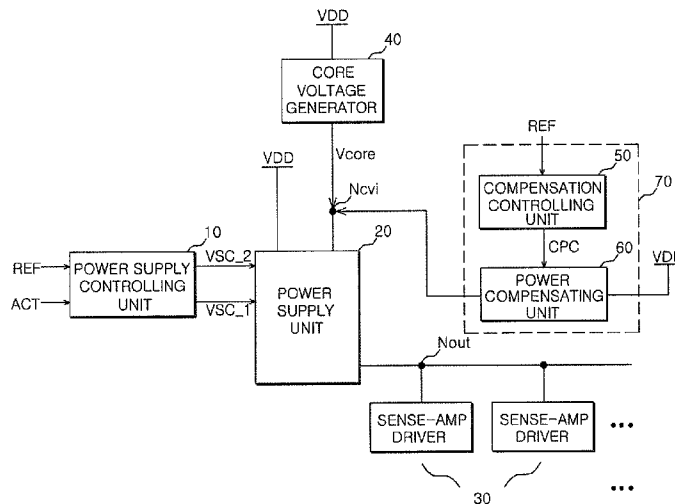 VDD
40
CORE
VOLTAGE
GENERATOR
REF
VDD
Vcore
50
70
COMPENSATION
CONTROLLING
UNIT
Ncvi
10
20
CPC
60
REF
ACT
POWER SUPPLY
CONTROLLING
UNIT
VSC_2
VSC_1
POWER
SUPPLY
UNIT
POWER
COMPENSATING
UNIT
Nout
SENSE-AMP
DRIVER
SENSE-AMP
DRIVER
...
30
...